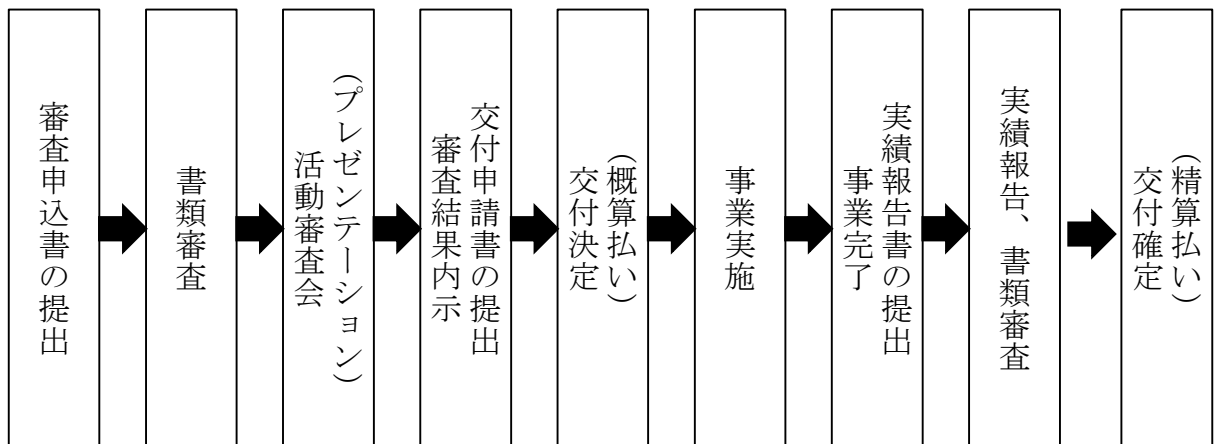 審査申込書の提出
書類審査
（プレゼンテーション）
活動審査会
交付申請書の提出
審査結果内示
（概算払い）
交付決定
事業実施
実績報告書の提出
事業完了
実績報告、書類審査
（精算払い）
交付確定